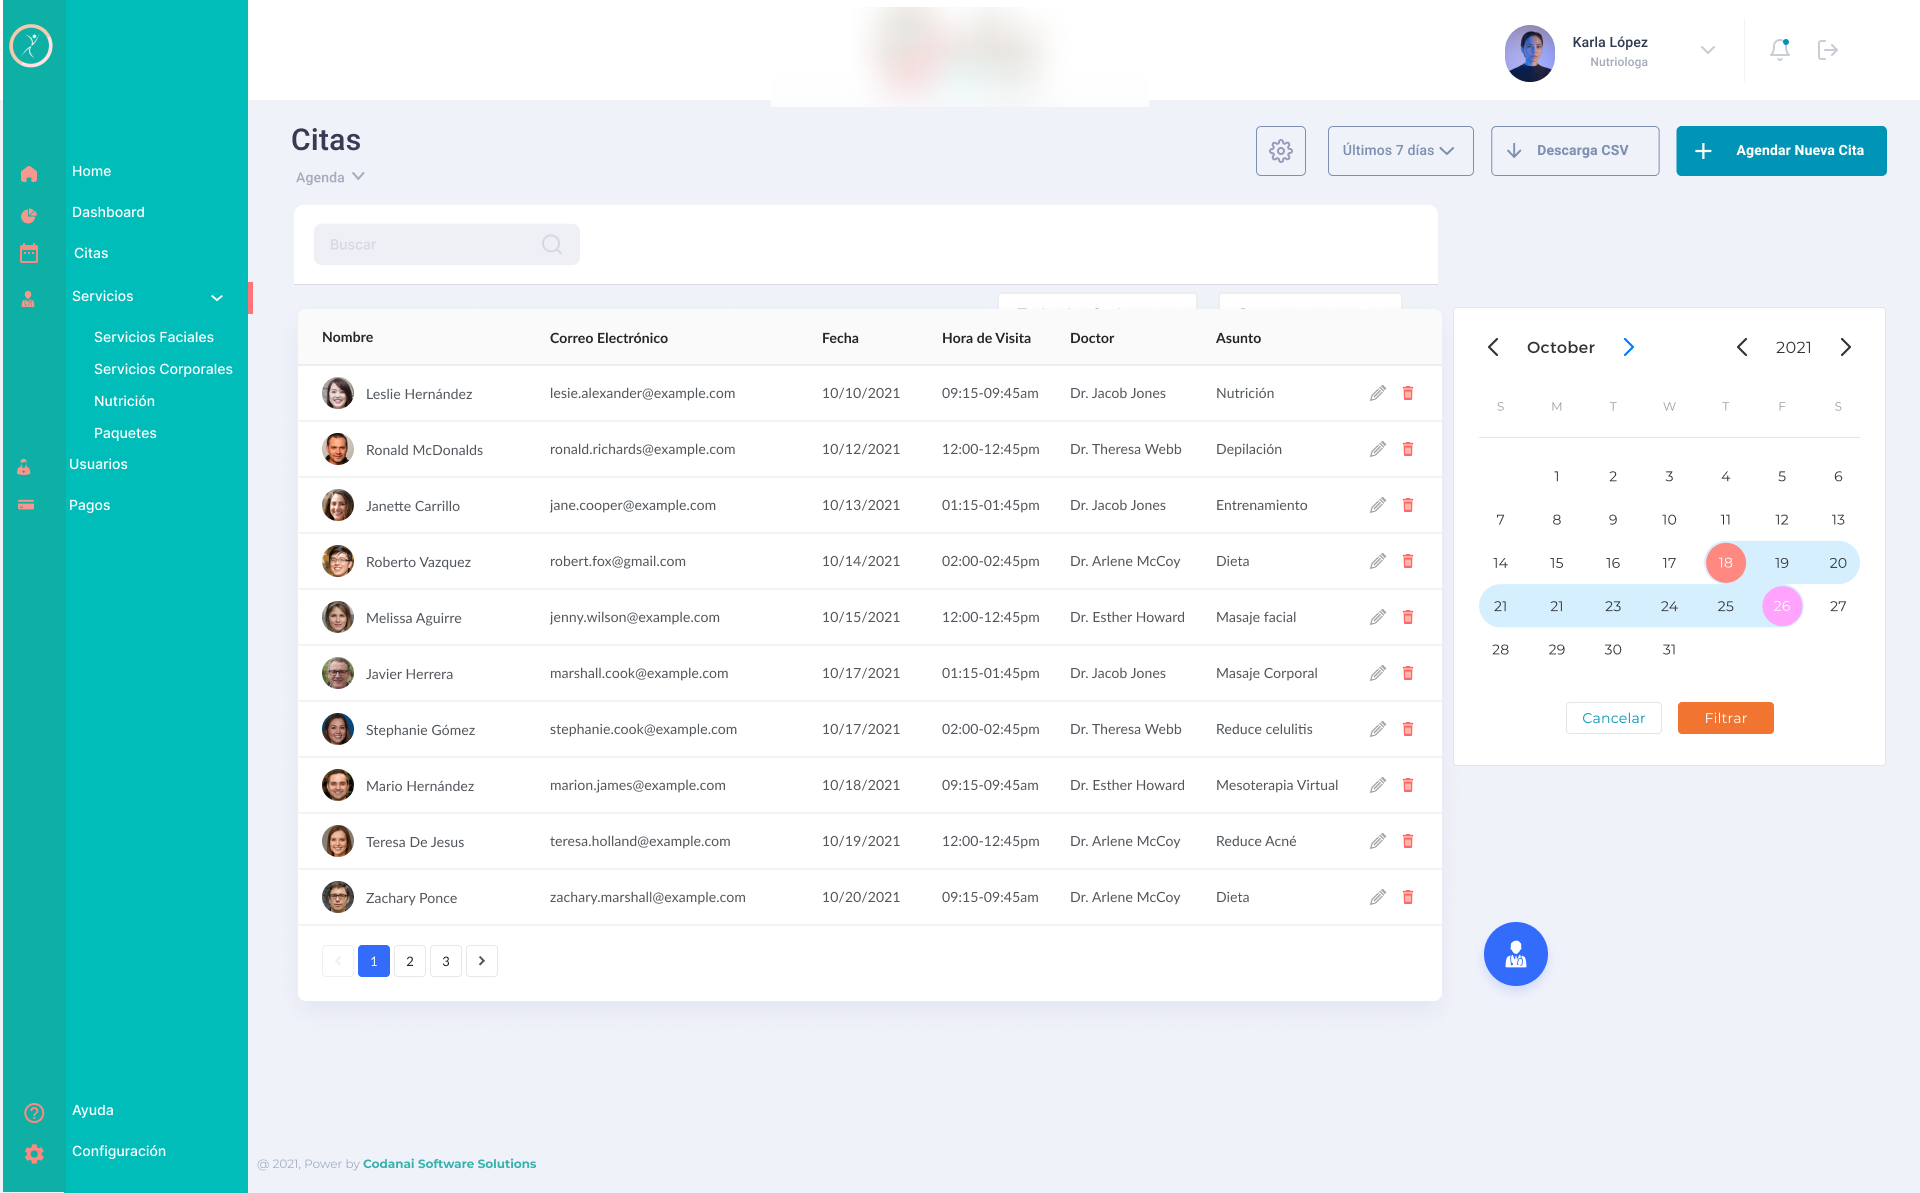 Karla López
Nutriologa
Citas
Agenda
Últimos 7 días
Descarga CSV
Agendar Nueva Cita
Home
Dashboard
Citas
Servicios
Servicios Faciales
Servicios Corporales
Nutrición
Paquetes
Usuarios
Pagos
Ayuda
Configuración
Buscar
Nombre Correo Electrónico Fecha Hora de Visita Doctor Asunto
Leslie Hernández lesie.alexander@example.com 10/10/2021 09:15-09:45am Dr. Jacob Jones Nutrición
Ronald McDonalds ronald.richards@example.com 10/12/2021 12:00-12:45pm Dr. Theresa Webb Depilación
Janette Carrillo jane.cooper@example.com 10/13/2021 01:15-01:45pm Dr. Jacob Jones Entrenamiento
Roberto Vazquez robert.fox@gmail.com 10/14/2021 02:00-02:45pm Dr. Arlene McCoy Dieta
Melissa Aguirre jenny.wilson@example.com 10/15/2021 12:00-12:45pm Dr. Esther Howard Masaje facial
Javier Herrera marshall.cook@example.com 10/17/2021 01:15-01:45pm Dr. Jacob Jones Masaje Corporal
Stephanie Gómez stephanie.cook@example.com 10/17/2021 02:00-02:45pm Dr. Theresa Webb Reduce celulitis
Mario Hernández marion.james@example.com 10/18/2021 09:15-09:45am Dr. Esther Howard Mesoterapia Virtual
Teresa De Jesus teresa.holland@example.com 10/19/2021 12:00-12:45pm Dr. Arlene McCoy Reduce Acné
Zachary Ponce zachary.marshall@example.com 10/20/2021 09:15-09:45am Dr. Arlene McCoy Dieta
1 2 3
October 2021
S M T W T F S
1 2 3 4 5 6
7 8 9 10 11 12 13
14 15 16 17 18 19 20
21 21 23 24 25 26 27
28 29 30 31
Cancelar Filtrar
@ 2021, Power by Codanai Software Solutions